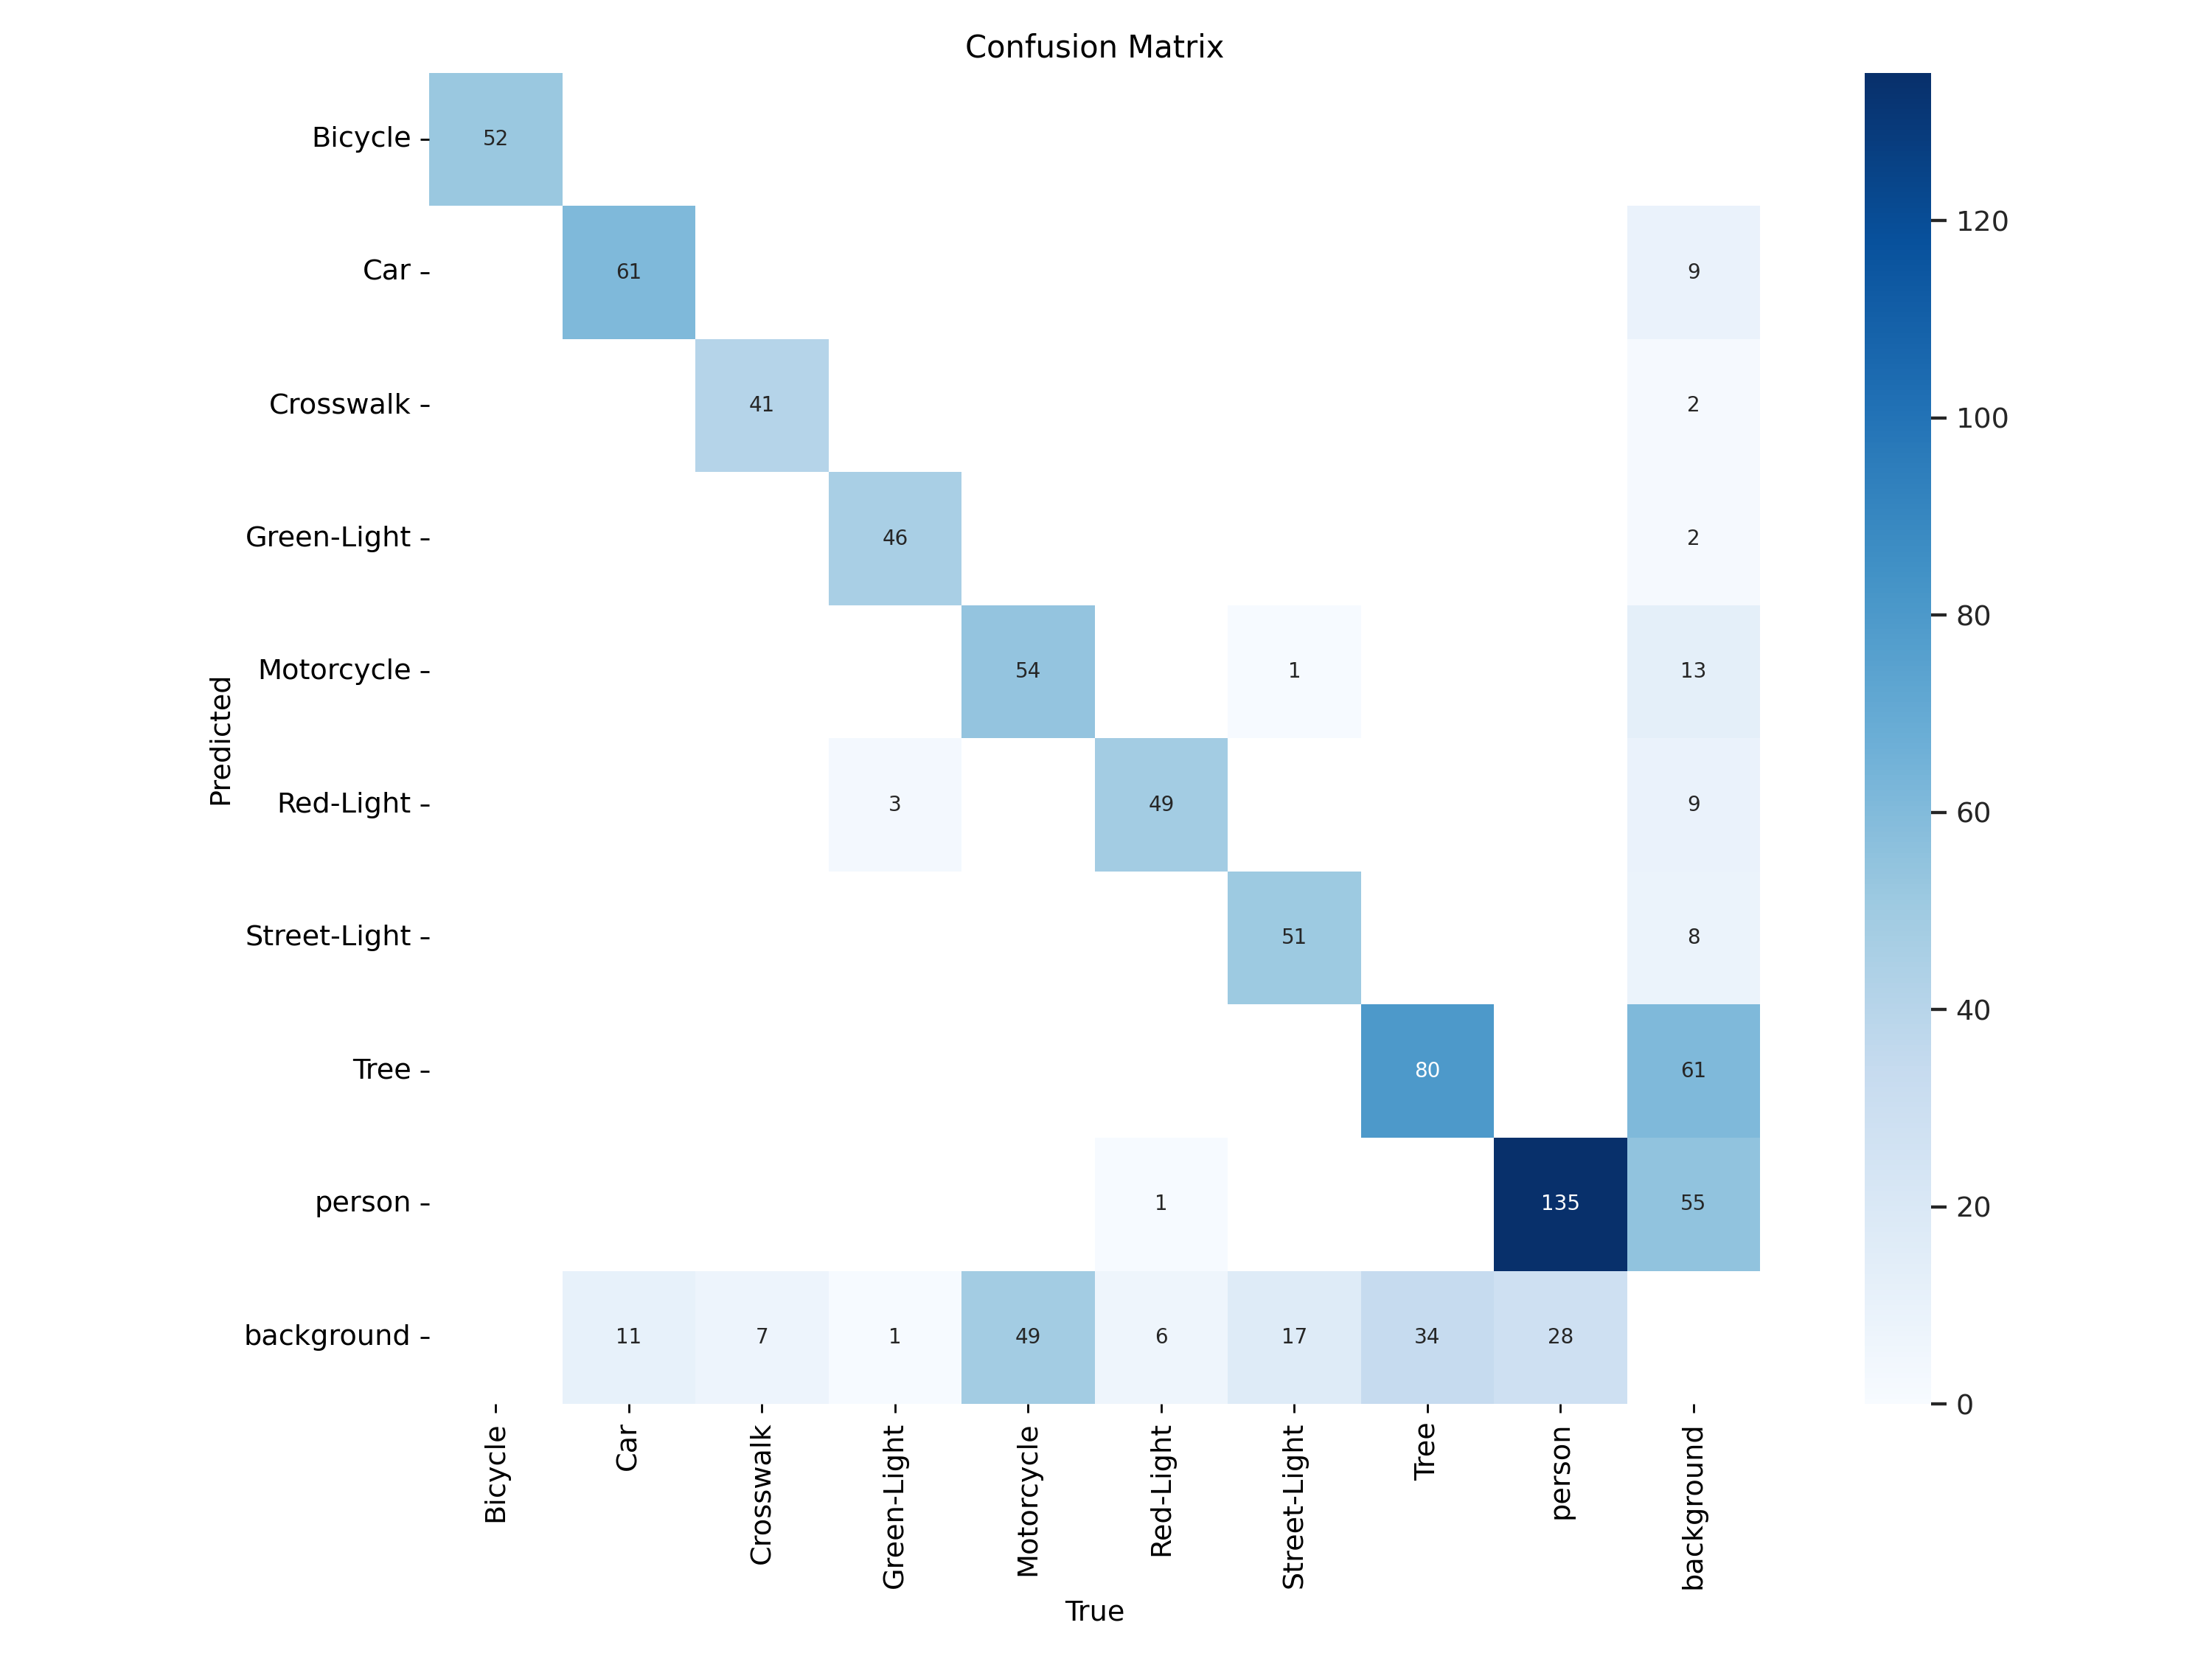 Confusion Matrix
Bicycle
52
Car
61
9
120
Crosswalk
41
2
100
Green-Light
46
2
80
Motorcycle
54
1
13
Predicted
Red-Light
3
49
9
60
Street-Light
51
8
40
Tree
80
61
person
1
135
55
20
background
11
7
1
49
6
17
34
28
0
Bicycle
Car
Crosswalk
Green-Light
Motorcycle
Red-Light
Street-Light
Tree
person
background
True